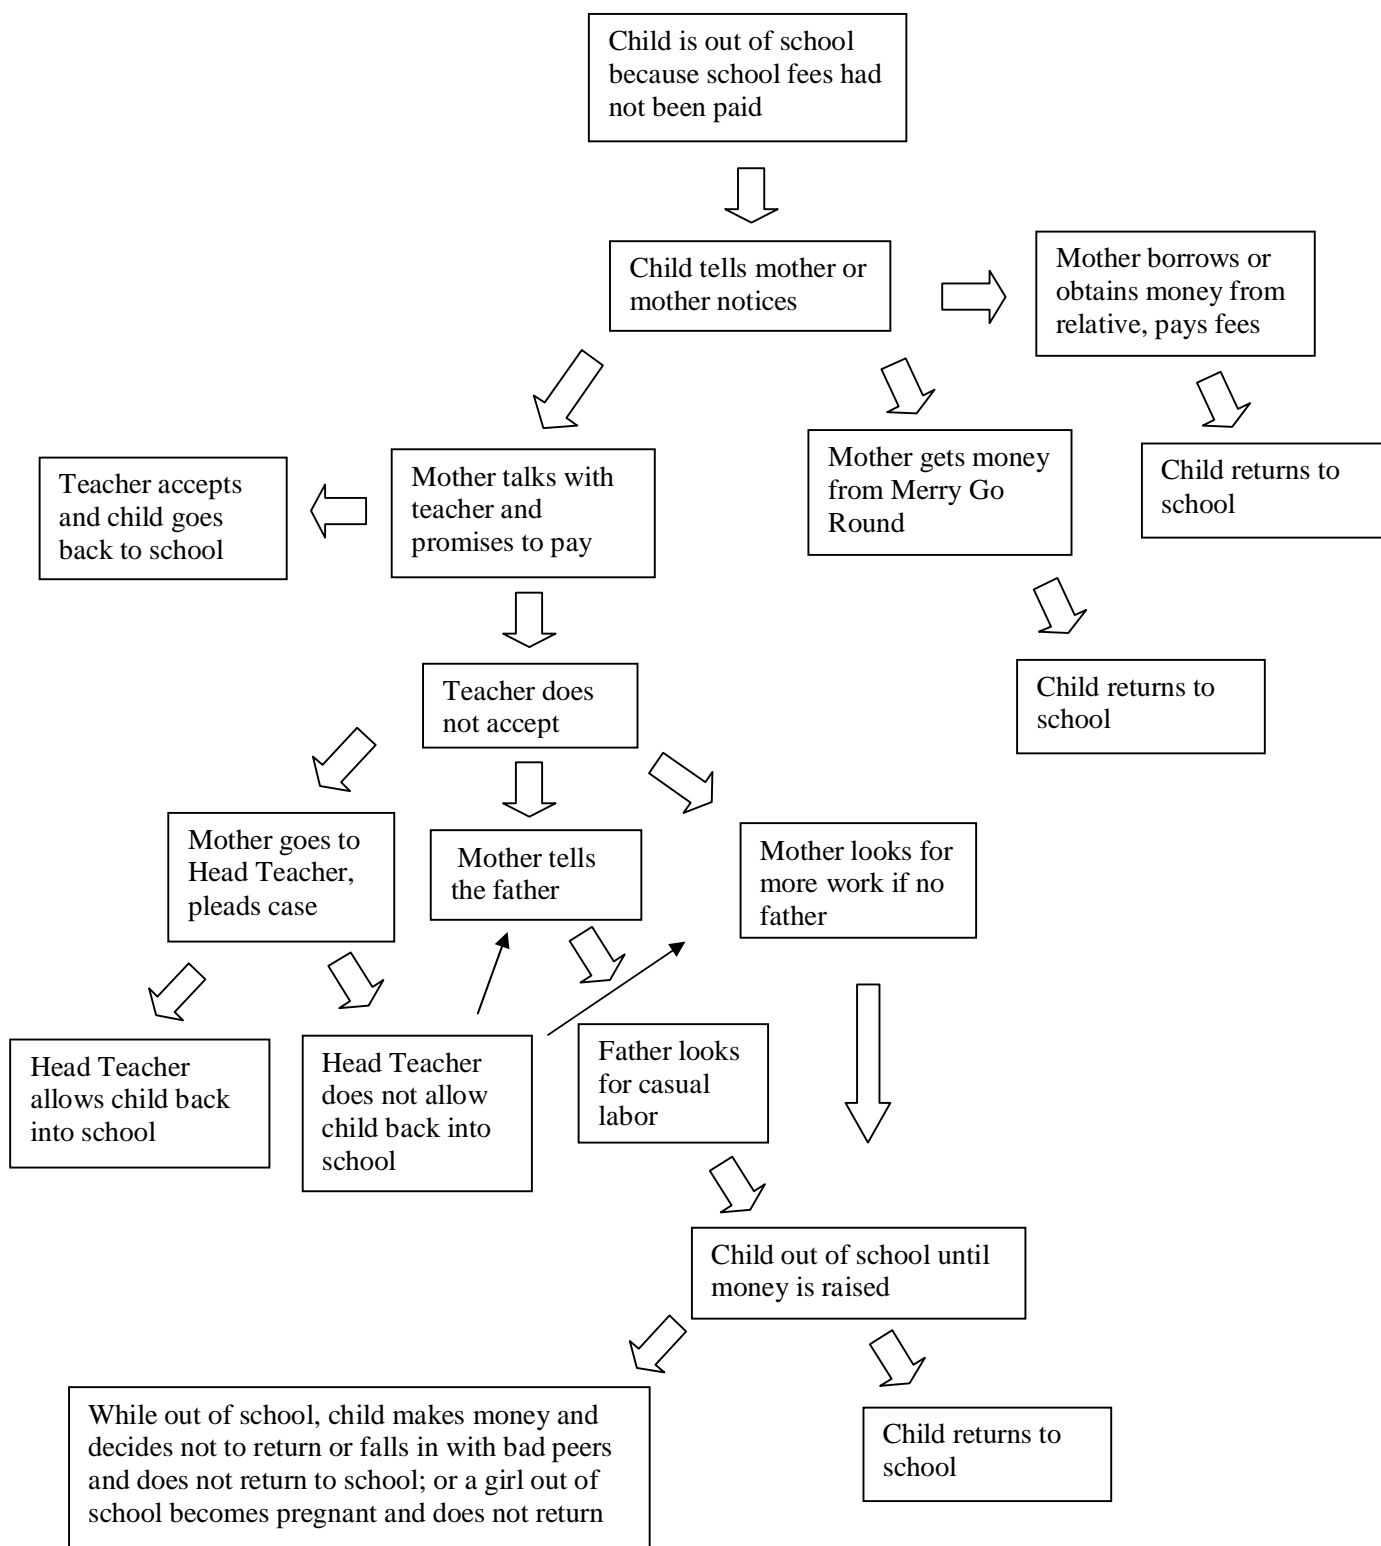 Child is out of school
because school fees had
not been paid
Child tells mother or
mother notices
Mother borrows or
obtains money from
relative, pays fees
Teacher accepts
and child goes
back to school
Mother talks with
teacher and
promises to pay
Mother gets money
from Merry Go
Round
Child returns to
school
Child returns to
school
Teacher does
not accept
Mother goes to
Head Teacher,
pleads case
Mother tells
the father
Mother looks for
more work if no
father
Head Teacher
allows child back
into school
Head Teacher
does not allow
child back into
school
Father looks
for casual
labor
Child out of school until
money is raised
While out of school, child makes money and
decides not to return or falls in with bad peers
and does not return to school; or a girl out of
school becomes pregnant and does not return
Child returns to
school